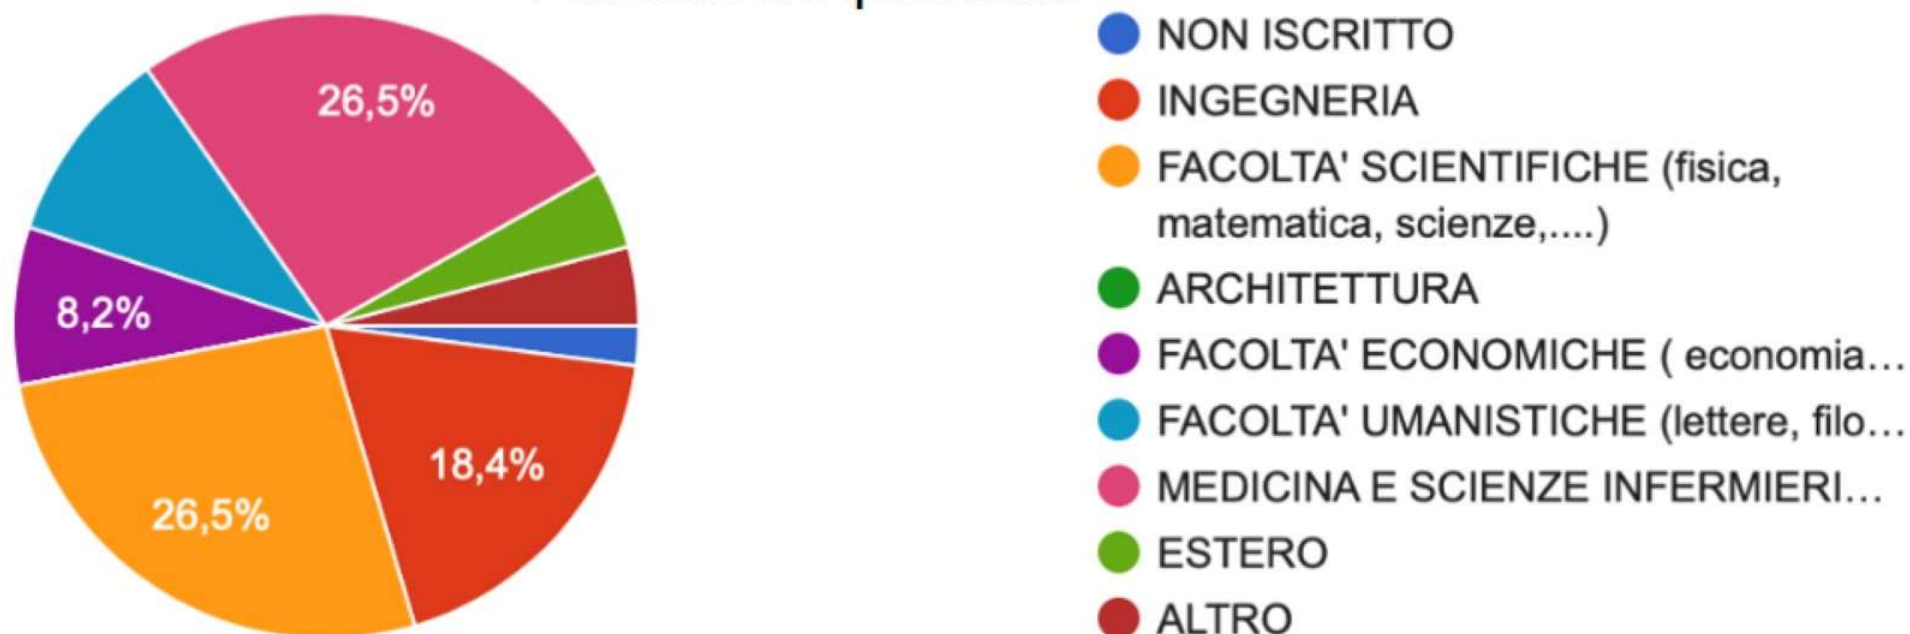 26,5%
8,2%
18,4%
26,5%
NON ISCRITTO
INGEGNERIA
FACOLTA' SCIENTIFICHE (fisica,
matematica, scienze,....)
ARCHITETTURA
FACOLTA' ECONOMICHE ( economia…
FACOLTA' UMANISTICHE (lettere, filo…
MEDICINA E SCIENZE INFERMIERI…
ESTERO
ALTRO